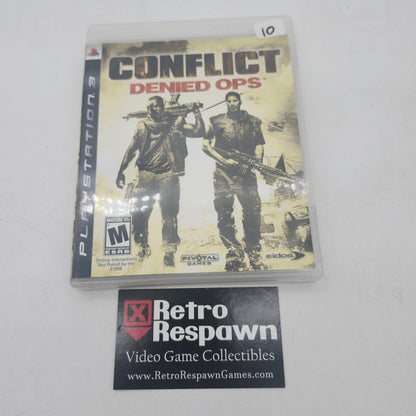 10
PLAYSTATION 3
CONFLICT
DENIED OPS
MATURE 17+
M
ESRB
Online Interactions
Not Rated by the
ESRB
PIVOTAL
GAMES
eidos
Retro
Respawn
Video Game Collectibles
www.RetroRespawnGames.com